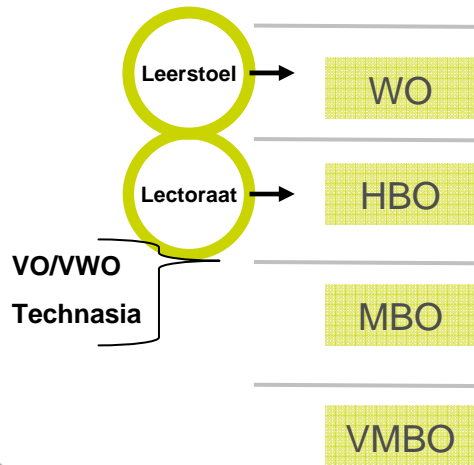 Leerstoel
WO
Lectoraat
HBO
VO/VWO
Technasia
MBO
VMBO